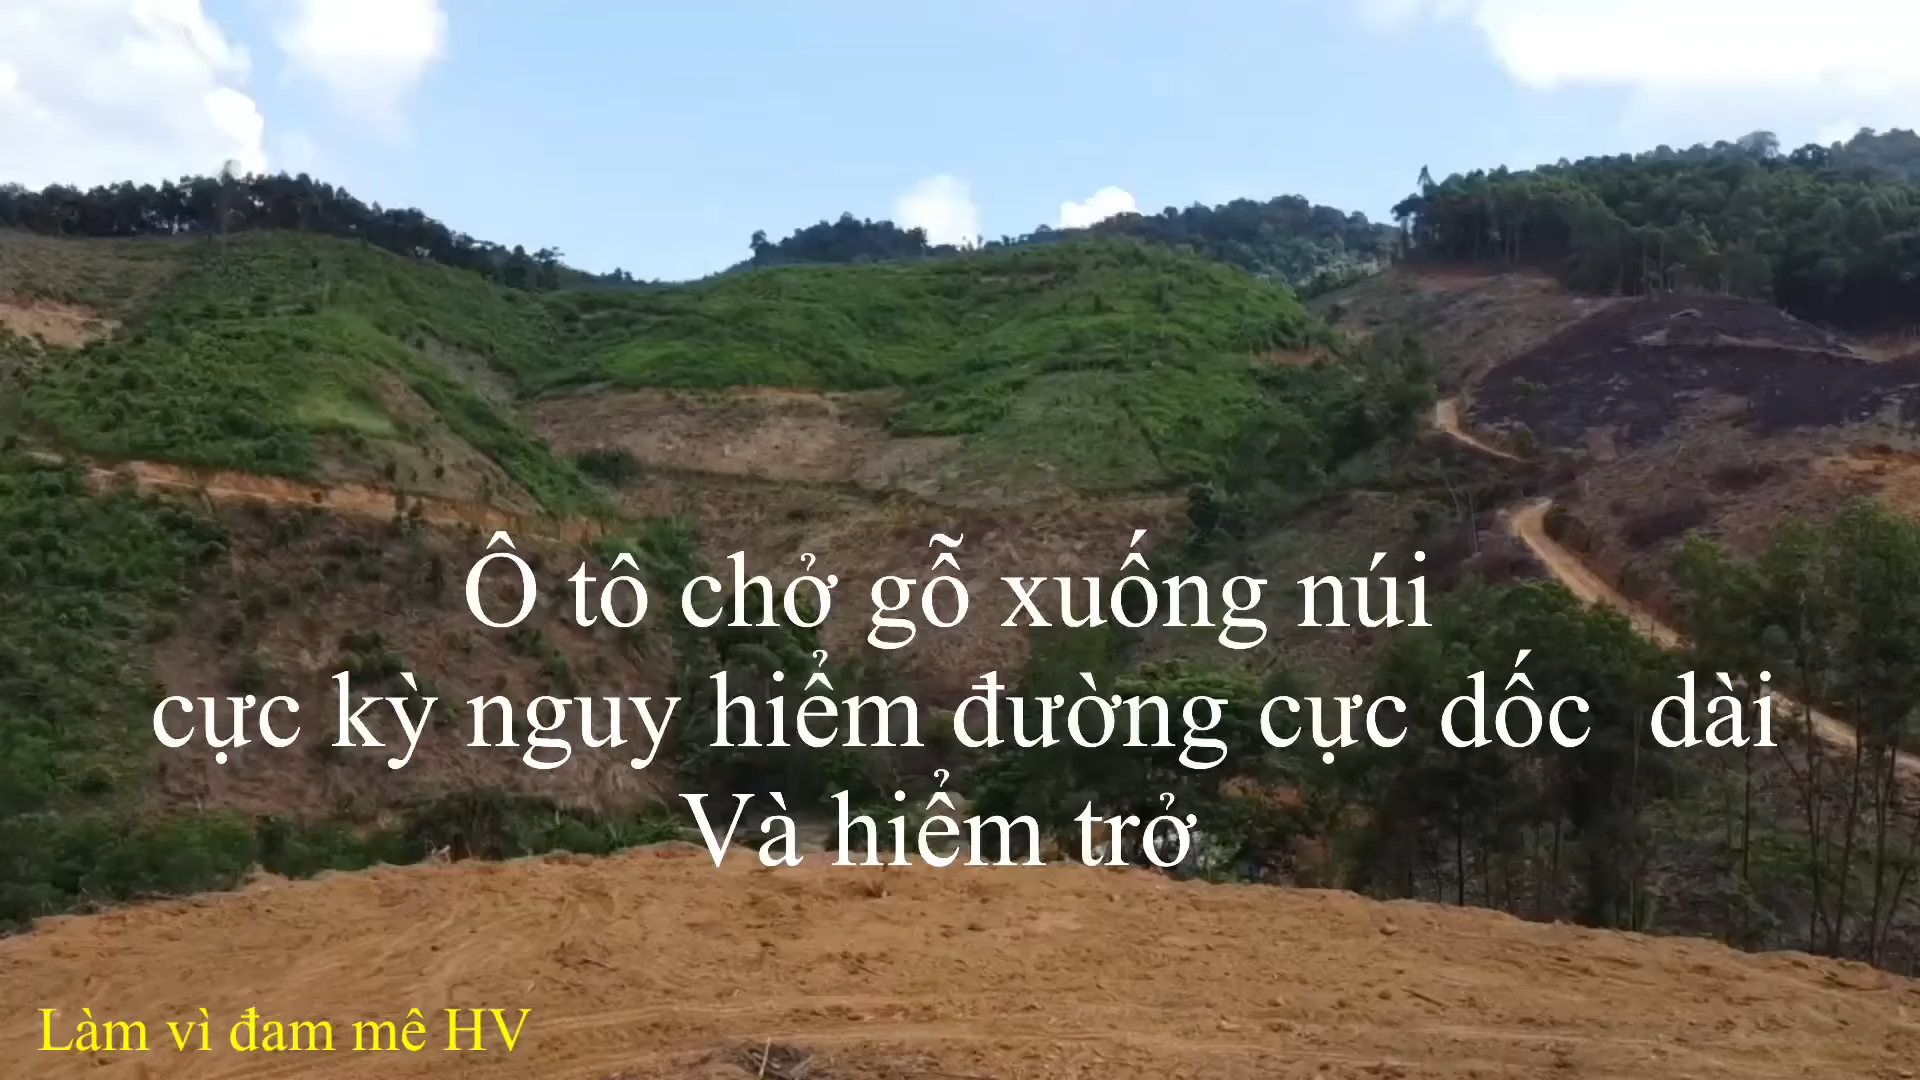 Ô tô chở gỗ xuống núi
cực kỳ nguy hiểm đường cực dốc  dài
Và hiểm trở
Làm vì đam mê HV